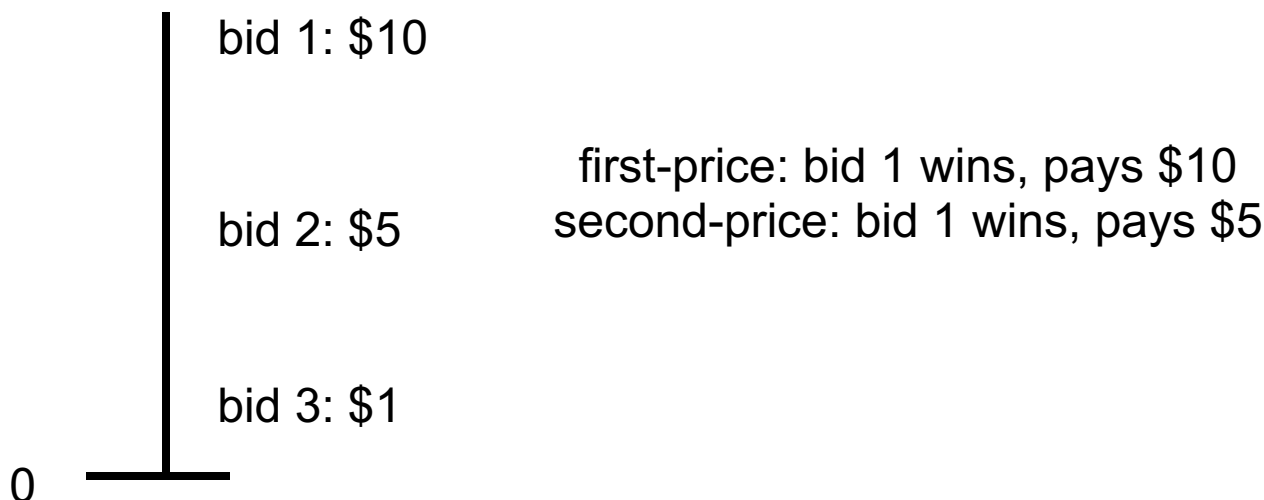 bid 1: $10
first-price: bid 1 wins, pays $10
second-price: bid 1 wins, pays $5
bid 2: $5
bid 3: $1
0